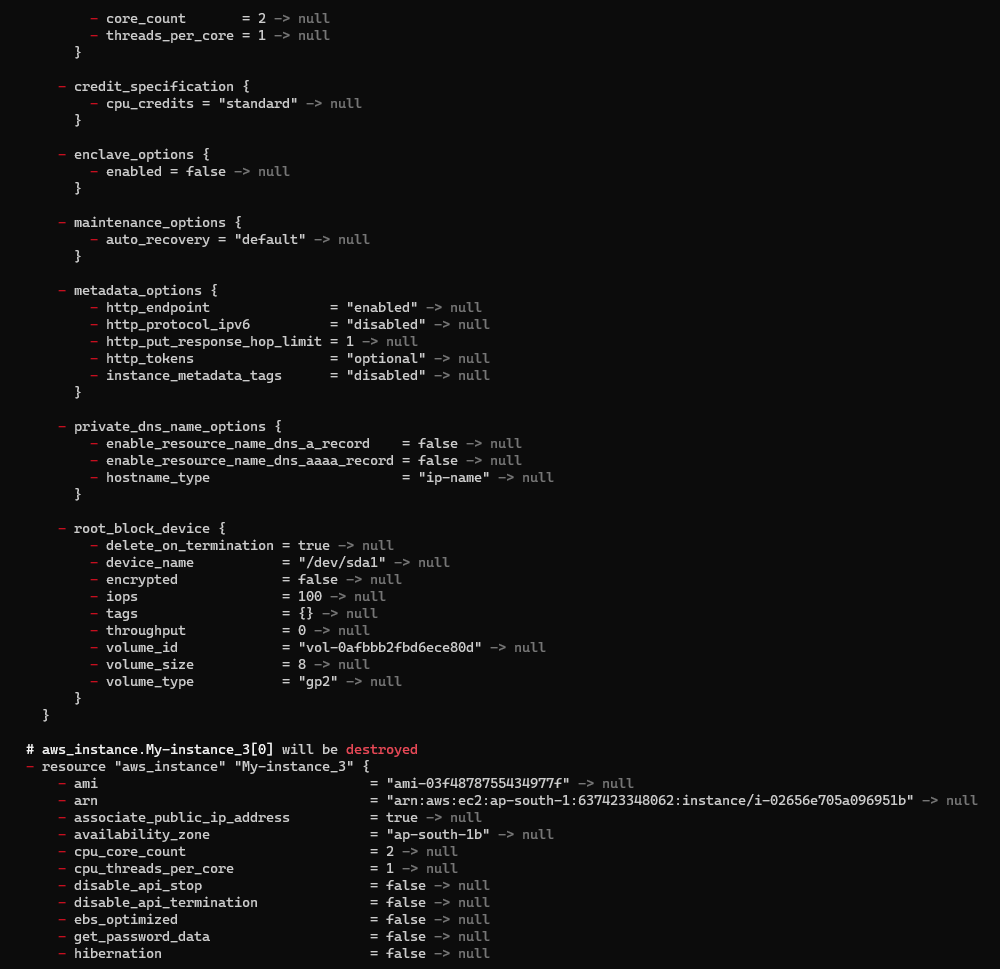 - core_count       = 2 -> null
- threads_per_core = 1 -> null
}
- credit_specification {
- cpu_credits = "standard" -> null
}
- enclave_options {
- enabled = false -> null
}
- maintenance_options {
- auto_recovery = "default" -> null
}
- metadata_options {
- http_endpoint               = "enabled" -> null
- http_protocol_ipv6          = "disabled" -> null
- http_put_response_hop_limit = 1 -> null
- http_tokens                 = "optional" -> null
- instance_metadata_tags      = "disabled" -> null
}
- private_dns_name_options {
- enable_resource_name_dns_a_record    = false -> null
- enable_resource_name_dns_aaaa_record = false -> null
- hostname_type                        = "ip-name" -> null
}
- root_block_device {
- delete_on_termination = true -> null
- device_name           = "/dev/sda1" -> null
- encrypted             = false -> null
- iops                  = 100 -> null
- tags                  = {} -> null
- throughput            = 0 -> null
- volume_id             = "vol-0afbbb2fbd6ece80d" -> null
- volume_size           = 8 -> null
- volume_type           = "gp2" -> null
}
}
# aws_instance.My-instance_3[0] will be destroyed
- resource "aws_instance" "My-instance_3" {
- ami                                  = "ami-03f4878755434977f" -> null
- arn                                  = "arn:aws:ec2:ap-south-1:637423348062:instance/i-02656e705a096951b" -> null
- associate_public_ip_address          = true -> null
- availability_zone                    = "ap-south-1b" -> null
- cpu_core_count                       = 2 -> null
- cpu_threads_per_core                 = 1 -> null
- disable_api_stop                     = false -> null
- disable_api_termination              = false -> null
- ebs_optimized                        = false -> null
- get_password_data                    = false -> null
- hibernation                          = false -> null